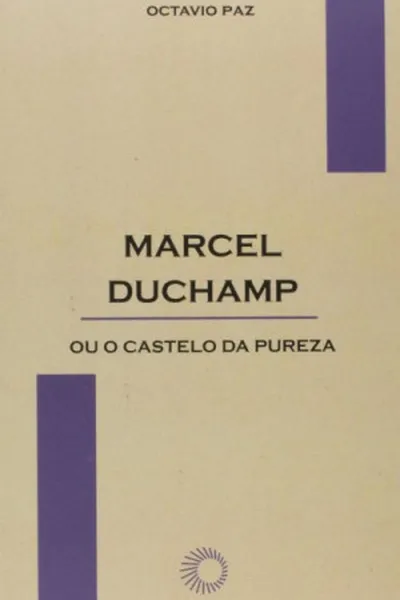 OCTAVIO PAZ
MARCEL
DUCHAMP
OU O CASTELO DA PUREZA